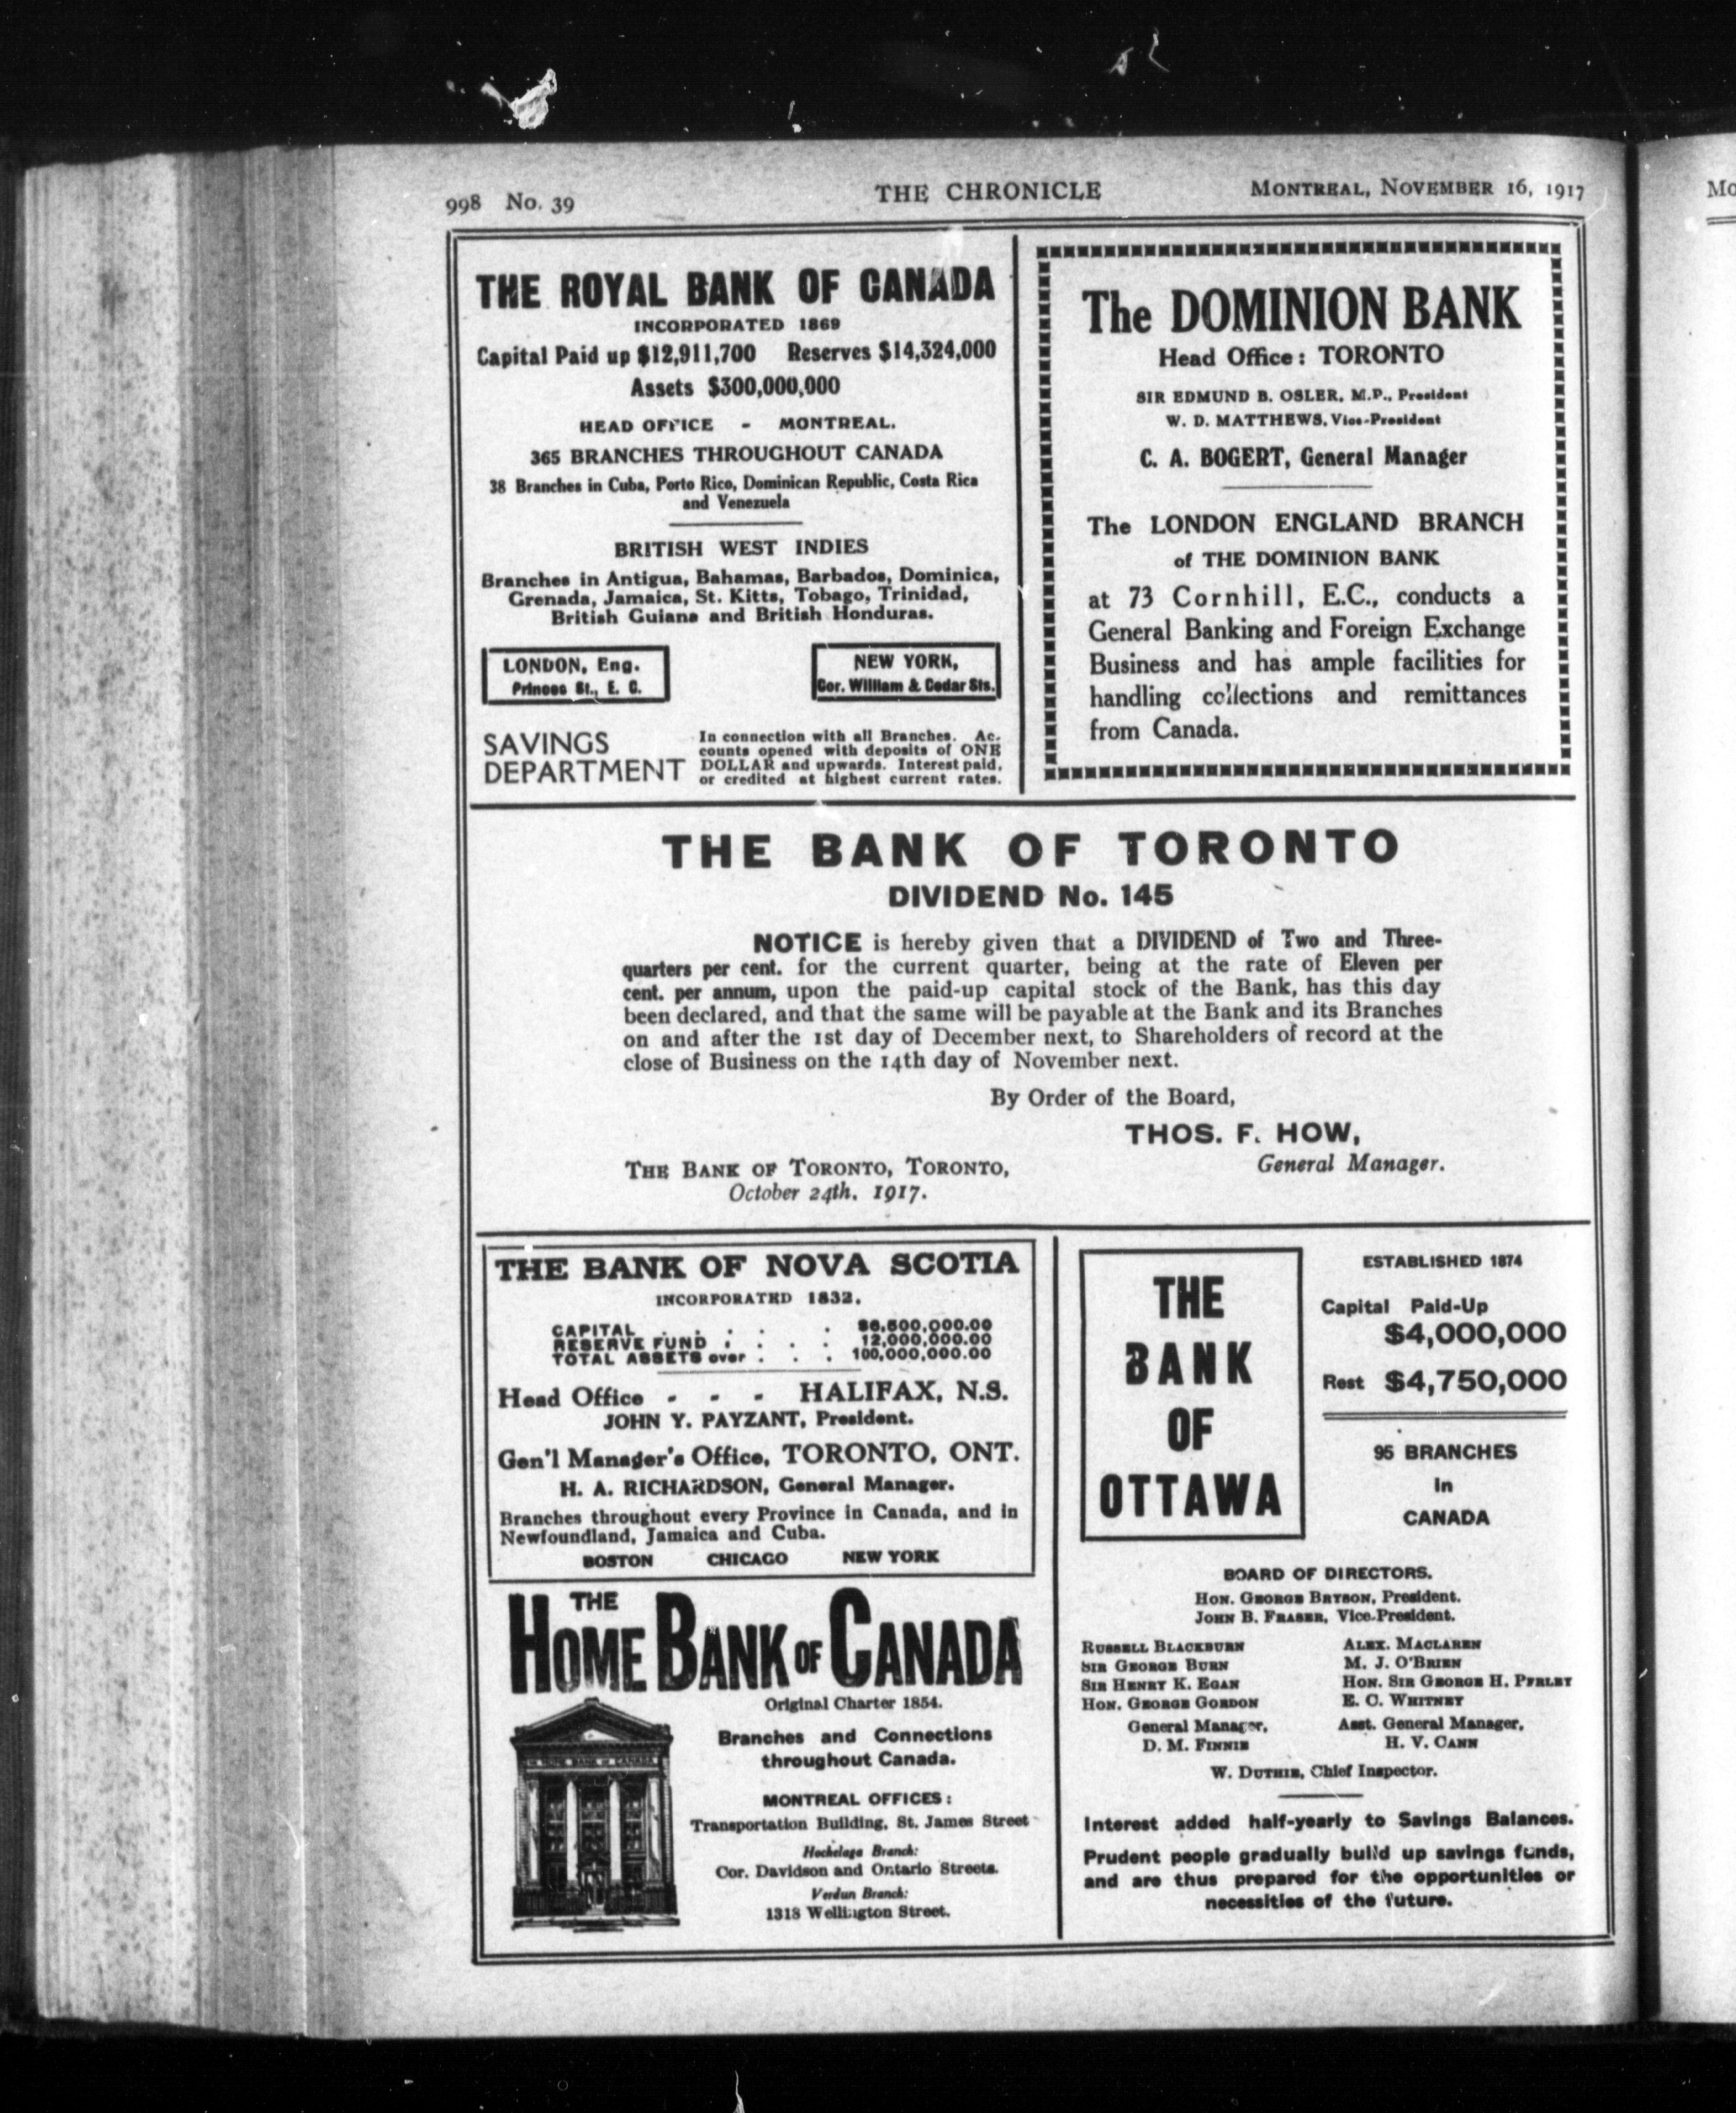 998 No. 39 THE CHRONICLE MONTREAL, NOVEMBER 16, 1917
THE ROYAL BANK OF CANADA
INCORPORATED 1869
Capital Paid up $12,911,700 Reserves $14,324,000
Assets $300,000,000
HEAD OFFICE - MONTREAL.
365 BRANCHES THROUGHOUT CANADA
38 Branches in Cuba, Porto Rico, Dominican Republic, Costa Rica
and Venezuela
BRITISH WEST INDIES
Branches in Antigua, Bahamas, Barbados, Dominica,
Grenada, Jamaica, St. Kitts, Tobago, Trinidad,
British Guiana and British Honduras.
LONDON, Eng.
Princes St., E. C.
NEW YORK,
Cor. William & Cedar Sts.
SAVINGS
DEPARTMENT
In connection with all Branches. Ac-
counts opened with deposits of ONE
DOLLAR and upwards. Interest paid,
or credited at highest current rates.
The DOMINION BANK
Head Office: TORONTO
SIR EDMUND B. OSLER, M.P., President
W. D. MATTHEWS, Vice-President
C. A. BOGERT, General Manager
The LONDON ENGLAND BRANCH
of THE DOMINION BANK
at 73 Cornhill, E.C., conducts a
General Banking and Foreign Exchange
Business and has ample facilities for
handling collections and remittances
from Canada.
THE BANK OF TORONTO
DIVIDEND No. 145
NOTICE is hereby given that a DIVIDEND of Two and Three-
quarters per cent. for the current quarter, being at the rate of Eleven per
cent. per annum, upon the paid-up capital stock of the Bank, has this day
been declared, and that the same will be payable at the Bank and its Branches
on and after the 1st day of December next, to Shareholders of record at the
close of Business on the 14th day of November next.
By Order of the Board,
THOS. F. HOW,
General Manager.
THE BANK OF TORONTO, TORONTO,
October 24th, 1917.
THE BANK OF NOVA SCOTIA
INCORPORATED 1832.
CAPITAL . . . . . $6,500,000.00
RESERVE FUND . . . . 12,000,000.00
TOTAL ASSETS over . . . 100,000,000.00
Head Office - - - HALIFAX, N.S.
JOHN Y. PAYZANT, President.
Gen'l Manager's Office, TORONTO, ONT.
H. A. RICHARDSON, General Manager.
Branches throughout every Province in Canada, and in
Newfoundland, Jamaica and Cuba.
BOSTON CHICAGO NEW YORK
THE
HOME BANK OF CANADA
Original Charter 1854.
Branches and Connections
throughout Canada.
MONTREAL OFFICES:
Transportation Building, St. James Street
Hochelaga Branch:
Cor. Davidson and Ontario Streets.
Verdun Branch:
1318 Wellington Street.
THE
BANK
OF
OTTAWA
ESTABLISHED 1874
Capital Paid-Up
$4,000,000
Rest $4,750,000
95 BRANCHES
In
CANADA
BOARD OF DIRECTORS.
HON. GEORGE BRYSON, President.
JOHN B. FRASER, Vice-President.
RUSSELL BLACKBURN ALEX. MACLAREN
SIR GEORGE BURN M. J. O'BRIEN
SIR HENRY K. EGAN HON. SIR GEORGE H. PERLEY
HON. GEORGE GORDON E. C. WHITNEY
General Manager, Asst. General Manager,
D. M. FINNIE H. V. CANN
W. DUTHIE, Chief Inspector.
Interest added half-yearly to Savings Balances.
Prudent people gradually build up savings funds,
and are thus prepared for the opportunities or
necessities of the future.